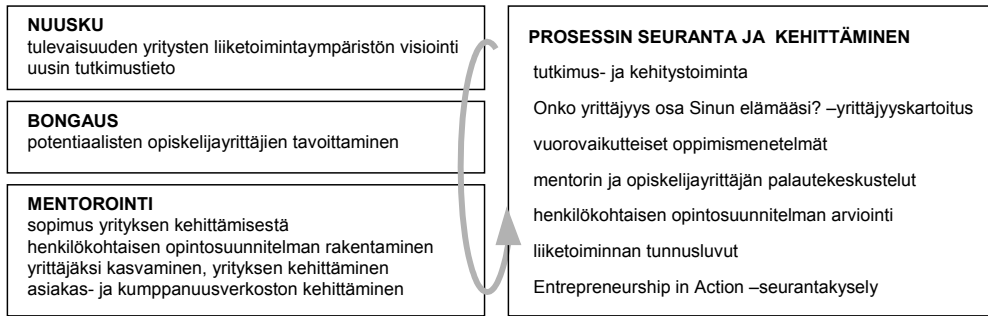 NUUSKU
tulevaisuuden yritysten liiketoimintaympäristön visiointi
uusin tutkimustieto
BONGAUS
potentiaalisten opiskelijayrittäjien tavoittaminen
MENTOROINTI
sopimus yrityksen kehittämisestä
henkilökohtaisen opintosuunnitelman rakentaminen
yrittäjäksi kasvaminen, yrityksen kehittäminen
asiakas- ja kumppanuusverkoston kehittäminen
PROSESSIN SEURANTA JA KEHITTÄMINEN
tutkimus- ja kehitystoiminta
Onko yrittäjyys osa Sinun elämääsi? –yrittäjyyskartoitus
vuorovaikutteiset oppimismenetelmät
mentorin ja opiskelijayrittäjän palautekeskustelut
henkilökohtaisen opintosuunnitelman arviointi
liiketoiminnan tunnusluvut
Entrepreneurship in Action –seurantakysely